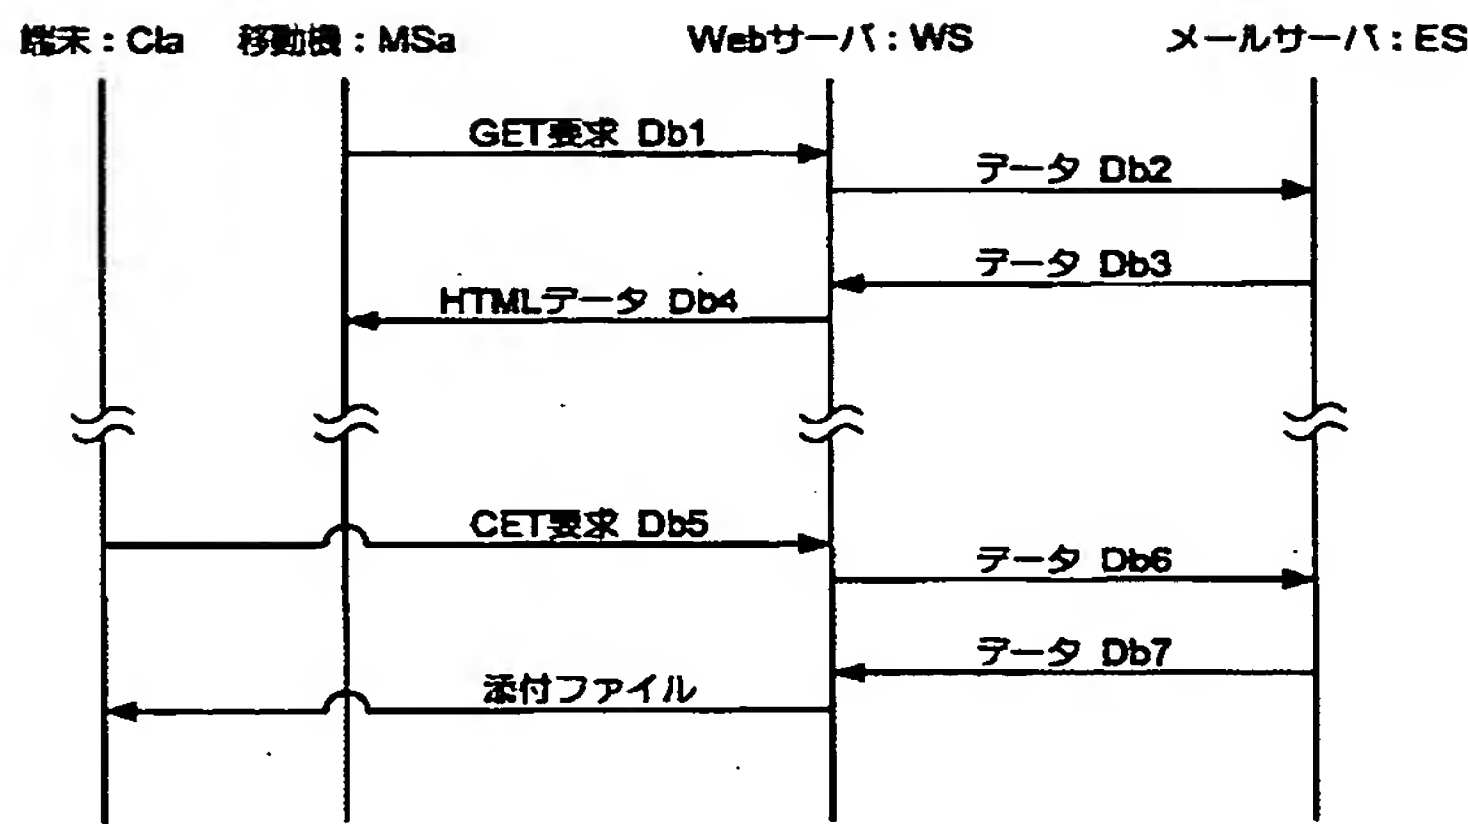 端末：Cla 移動機：MSa Webサーバ：WS メールサーバ：ES
GET要求 Db1
データ Db2
データ Db3
HTMLデータ Db4
CET要求 Db5
データ Db6
データ Db7
添付ファイル